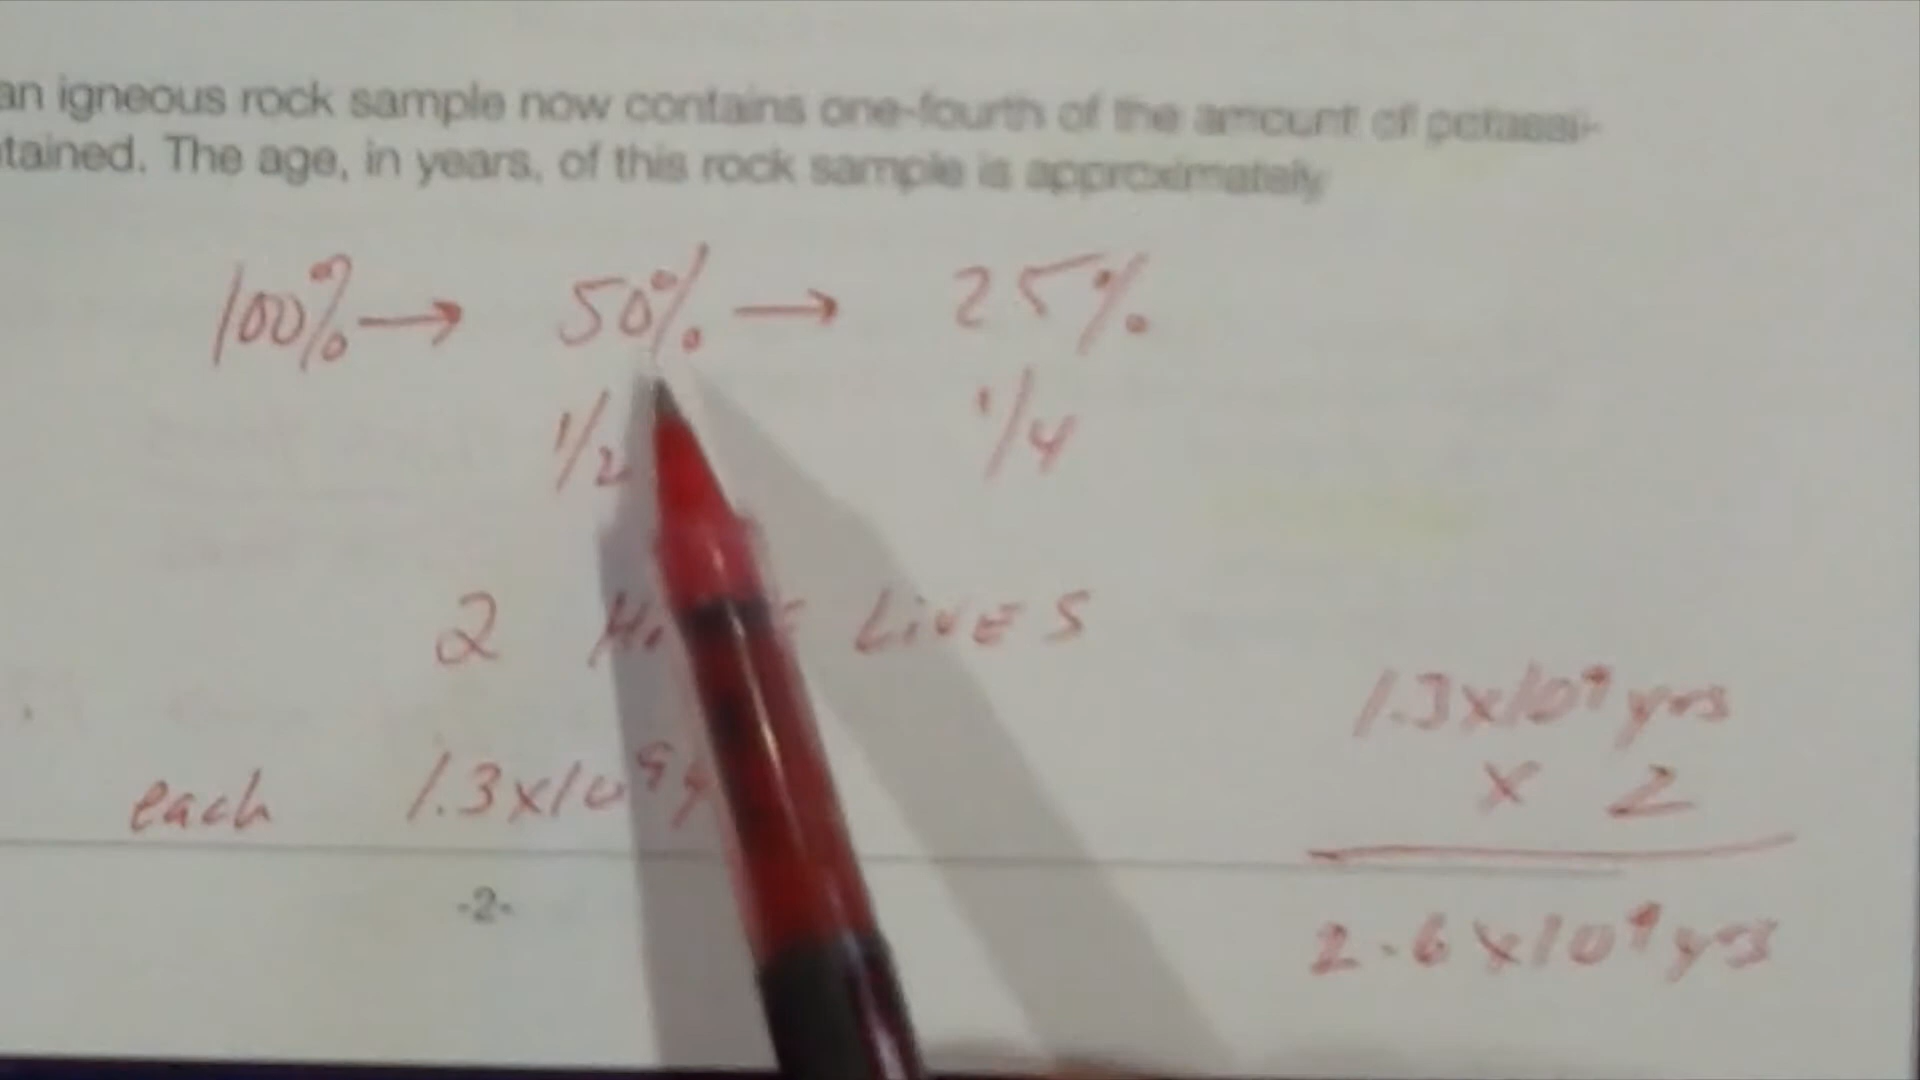 an igneous rock sample now contains one-fourth of the amount of potassi-
tained. The age, in years, of this rock sample is approximately
100% → 50% → 25%
1/2 1/4
2 Lives
1.3x10⁹ yrs
x 2
each 1.3x10⁹ y
2.6x10⁹ yrs
-2-